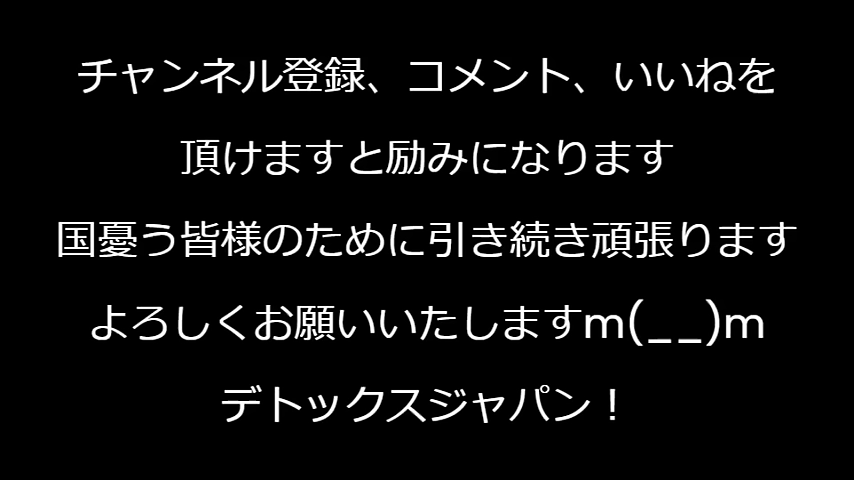 チャンネル登録、コメント、いいねを
頂けますと励みになります
国憂う皆様のために引き続き頑張ります
よろしくお願いいたしますm(__)m
デトックスジャパン！